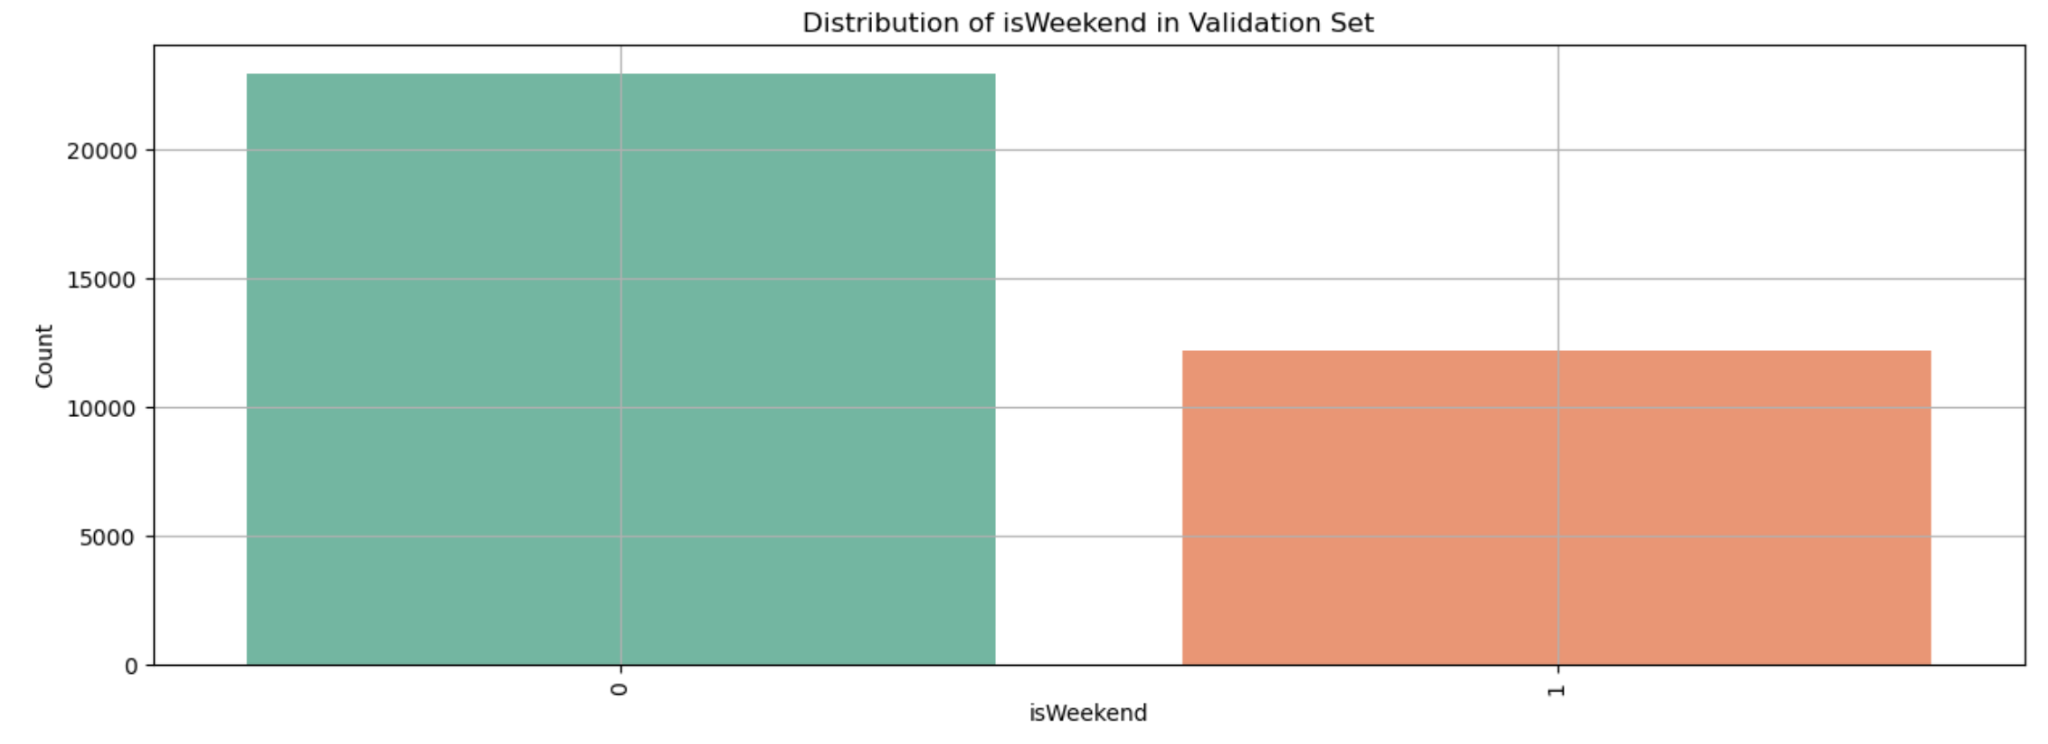 Distribution of isWeekend in Validation Set
20000
15000
10000
5000
0
Count
0
1
isWeekend